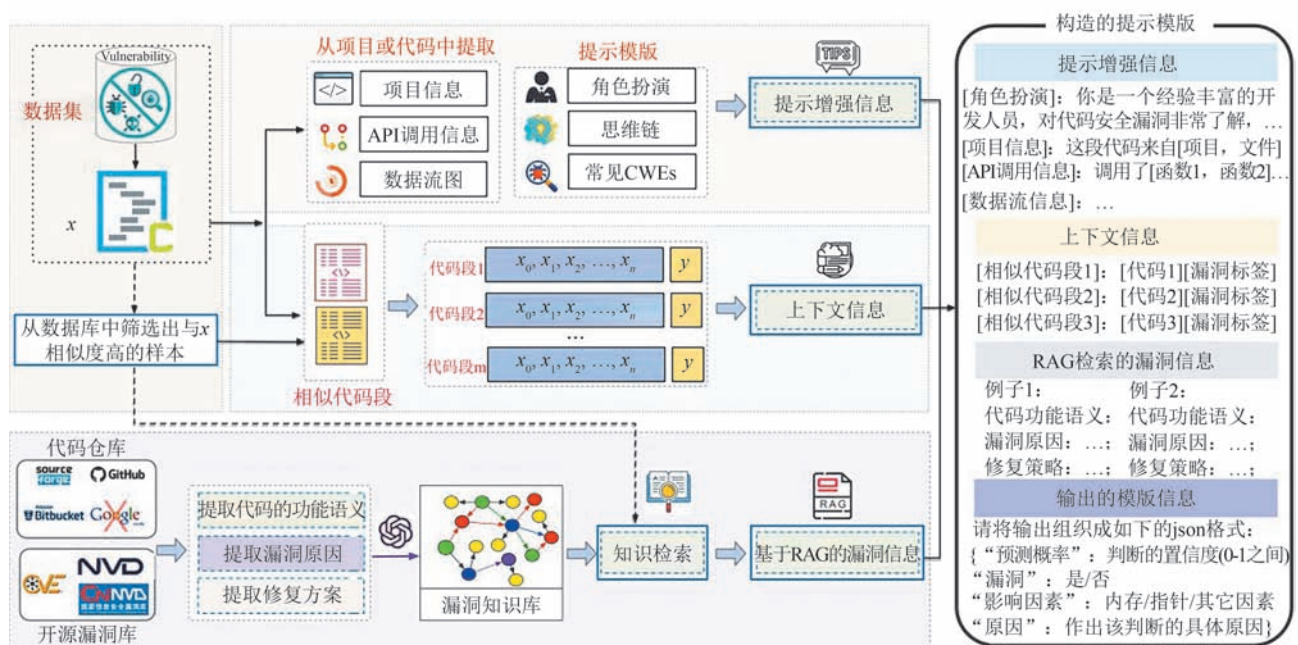 Vulnerability
数据集
x
从数据库中筛选出与x
相似度高的样本
从项目或代码中提取
</>
项目信息
API调用信息
数据流图
提示模版
角色扮演
思维链
常见CWEs
TIPS
提示增强信息
相似代码段
代码段1
x₀, x₁, x₂, …, xₙ
y
代码段2
x₀, x₁, x₂, …, xₙ
y
…
代码段m
x₀, x₁, x₂, …, xₙ
y
上下文信息
代码仓库
SOURCE
FORGE
GitHub
Bitbucket
Google
CVE
NVD
CNNVD
国家信息安全漏洞库
开源漏洞库
提取代码的功能语义
提取漏洞原因
提取修复方案
漏洞知识库
知识检索
RAG
基于RAG的漏洞信息
构造的提示模版
提示增强信息
[角色扮演]：你是一个经验丰富的开
发人员，对代码安全漏洞非常了解，…
[项目信息]：这段代码来自[项目，文件]
[API调用信息]：调用了[函数1，函数2]…
[数据流信息]：…
上下文信息
[相似代码段1]：[代码1][漏洞标签]
[相似代码段2]：[代码2][漏洞标签]
[相似代码段3]：[代码3][漏洞标签]
RAG检索的漏洞信息
例子1： 例子2：
代码功能语义： 代码功能语义：
漏洞原因：…； 漏洞原因：…；
修复策略：…； 修复策略：…；
输出的模版信息
请将输出组织成如下的json格式：
{“预测概率”：判断的置信度(0-1之间)
“漏洞”：是/否
“影响因素”：内存/指针/其它因素
“原因”：作出该判断的具体原因}